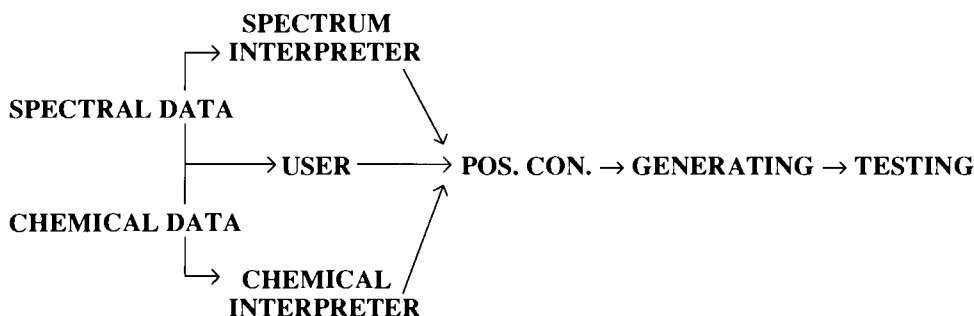 SPECTRUM
INTERPRETER
SPECTRAL DATA
USER
POS. CON. → GENERATING → TESTING
CHEMICAL DATA
CHEMICAL
INTERPRETER